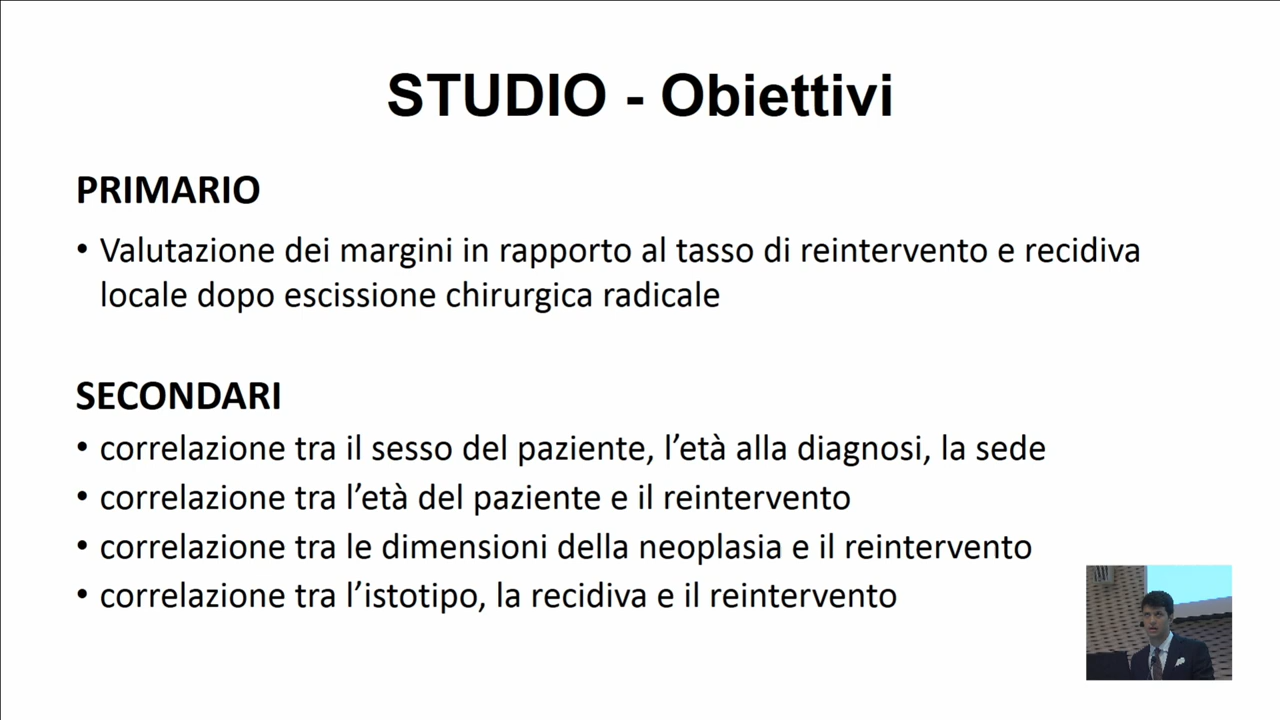 STUDIO - Obiettivi
PRIMARIO
• Valutazione dei margini in rapporto al tasso di reintervento e recidiva
locale dopo escissione chirurgica radicale
SECONDARI
• correlazione tra il sesso del paziente, l’età alla diagnosi, la sede
• correlazione tra l’età del paziente e il reintervento
• correlazione tra le dimensioni della neoplasia e il reintervento
• correlazione tra l’istotipo, la recidiva e il reintervento